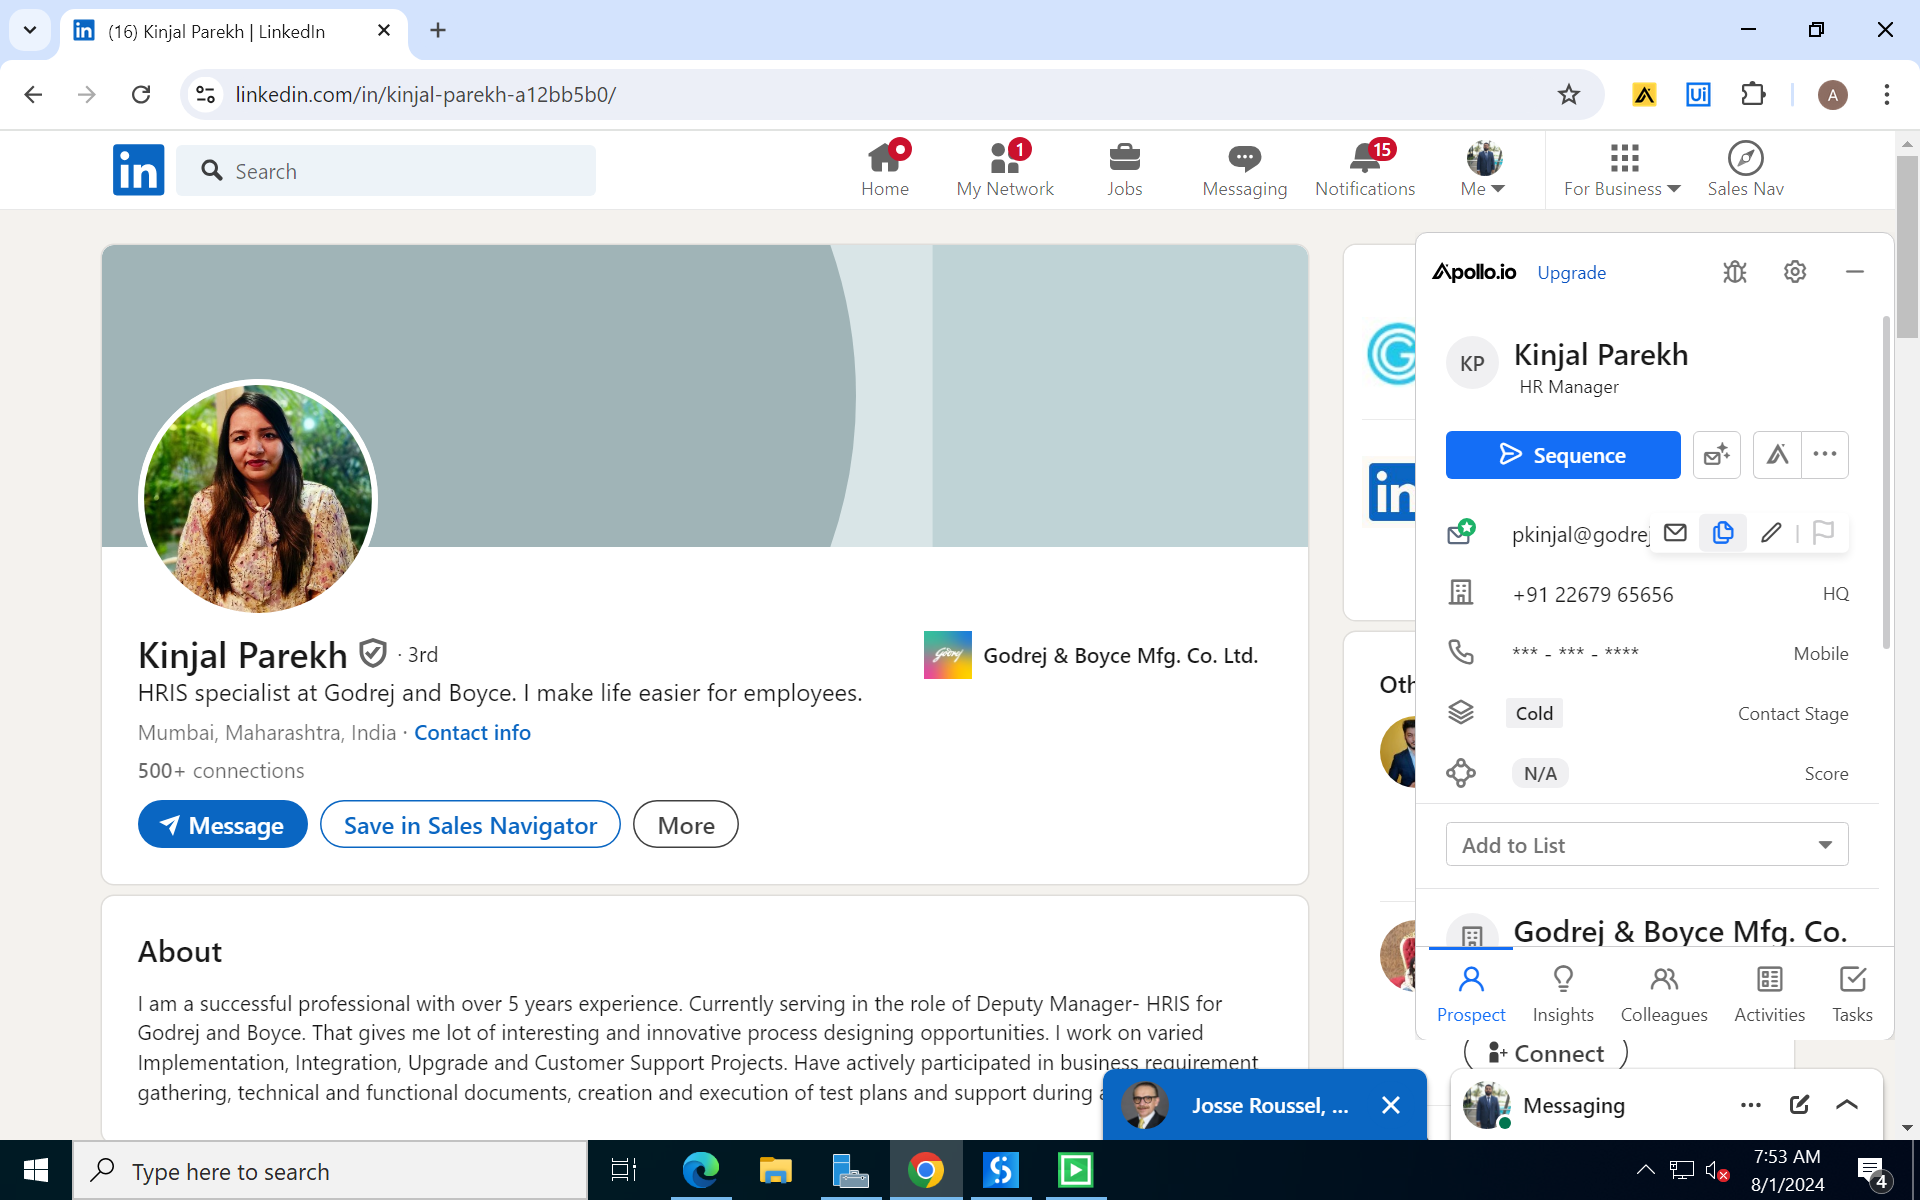 (16) Kinjal Parekh | LinkedIn
linkedin.com/in/kinjal-parekh-a12bb5b0/
Ui
A
in
Search
Home
1
My Network
Jobs
Messaging
15
Notifications
Me
For Business
Sales Nav
Apollo.io
Upgrade
KP
Kinjal Parekh
HR Manager
Sequence
pkinjal@godrej
+91 22679 65656
HQ
*** - *** - ****
Mobile
Cold
Contact Stage
N/A
Score
Add to List
Godrej & Boyce Mfg. Co.
Prospect
Insights
Colleagues
Activities
Tasks
in
Kinjal Parekh · 3rd
Godrej
Godrej & Boyce Mfg. Co. Ltd.
HRIS specialist at Godrej and Boyce. I make life easier for employees.
Mumbai, Maharashtra, India · Contact info
500+ connections
Message
Save in Sales Navigator
More
About
I am a successful professional with over 5 years experience. Currently serving in the role of Deputy Manager- HRIS for
Godrej and Boyce. That gives me lot of interesting and innovative process designing opportunities. I work on varied
Implementation, Integration, Upgrade and Customer Support Projects. Have actively participated in business requirement
gathering, technical and functional documents, creation and execution of test plans and support during
Connect
Josse Roussel, ...
Messaging
Type here to search
7:53 AM
8/1/2024
4